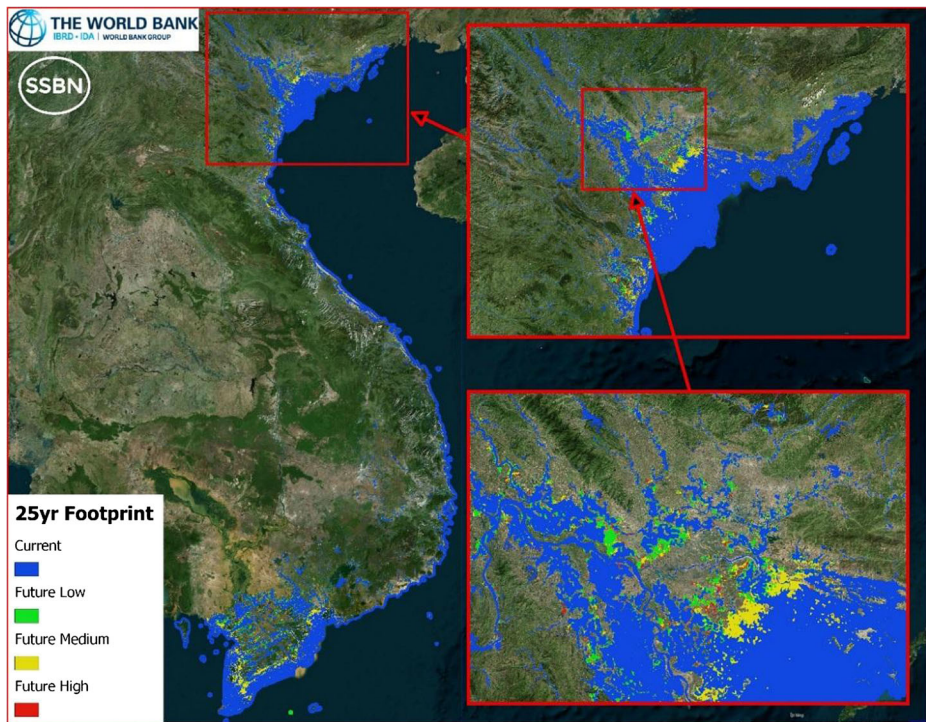 THE WORLD BANK
IBRD • IDA | WORLD BANK GROUP
SSBN
25yr Footprint
Current
Future Low
Future Medium
Future High